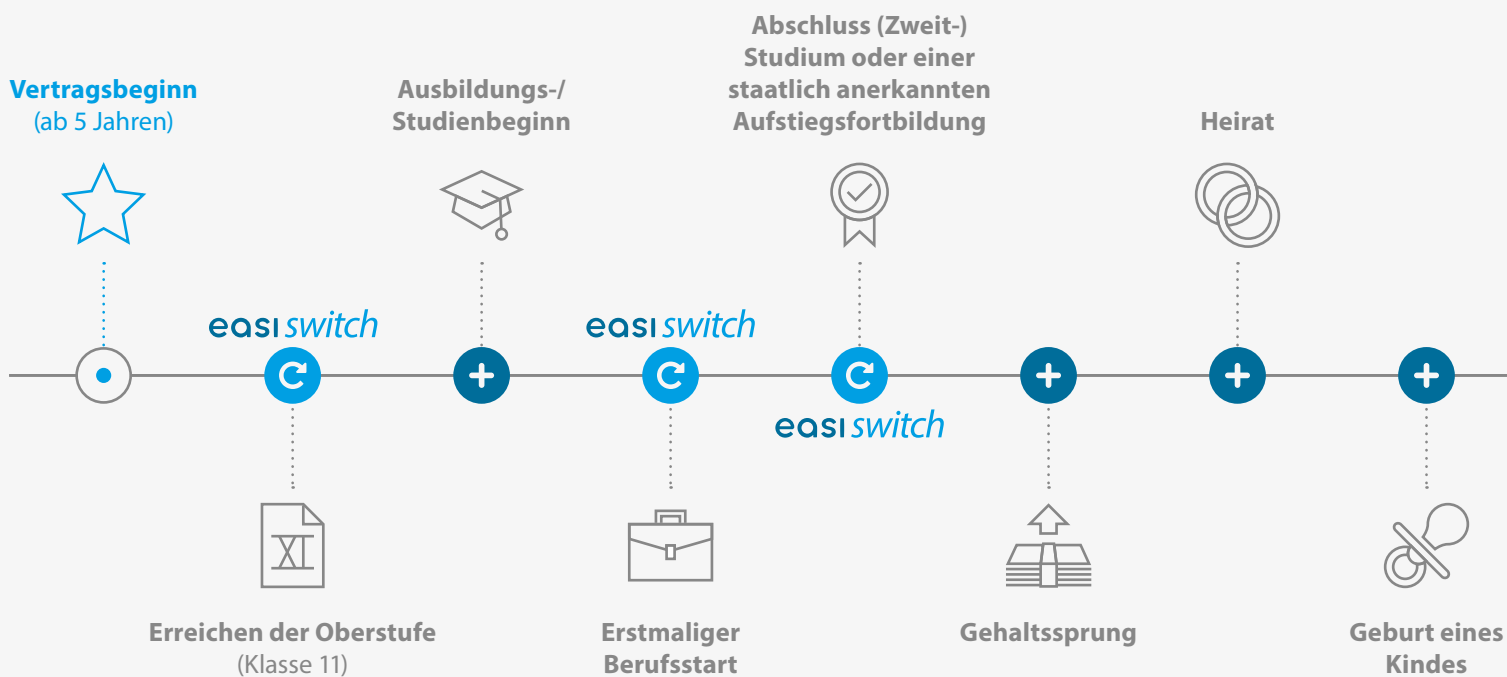 Vertragsbeginn
(ab 5 Jahren)
Ausbildungs-/
Studienbeginn
Abschluss (Zweit-)
Studium oder einer
staatlich anerkannten
Aufstiegsfortbildung
Heirat
easi switch
easi switch
easi switch
XI
Erreichen der Oberstufe
(Klasse 11)
Erstmaliger
Berufsstart
Gehaltssprung
Geburt eines
Kindes